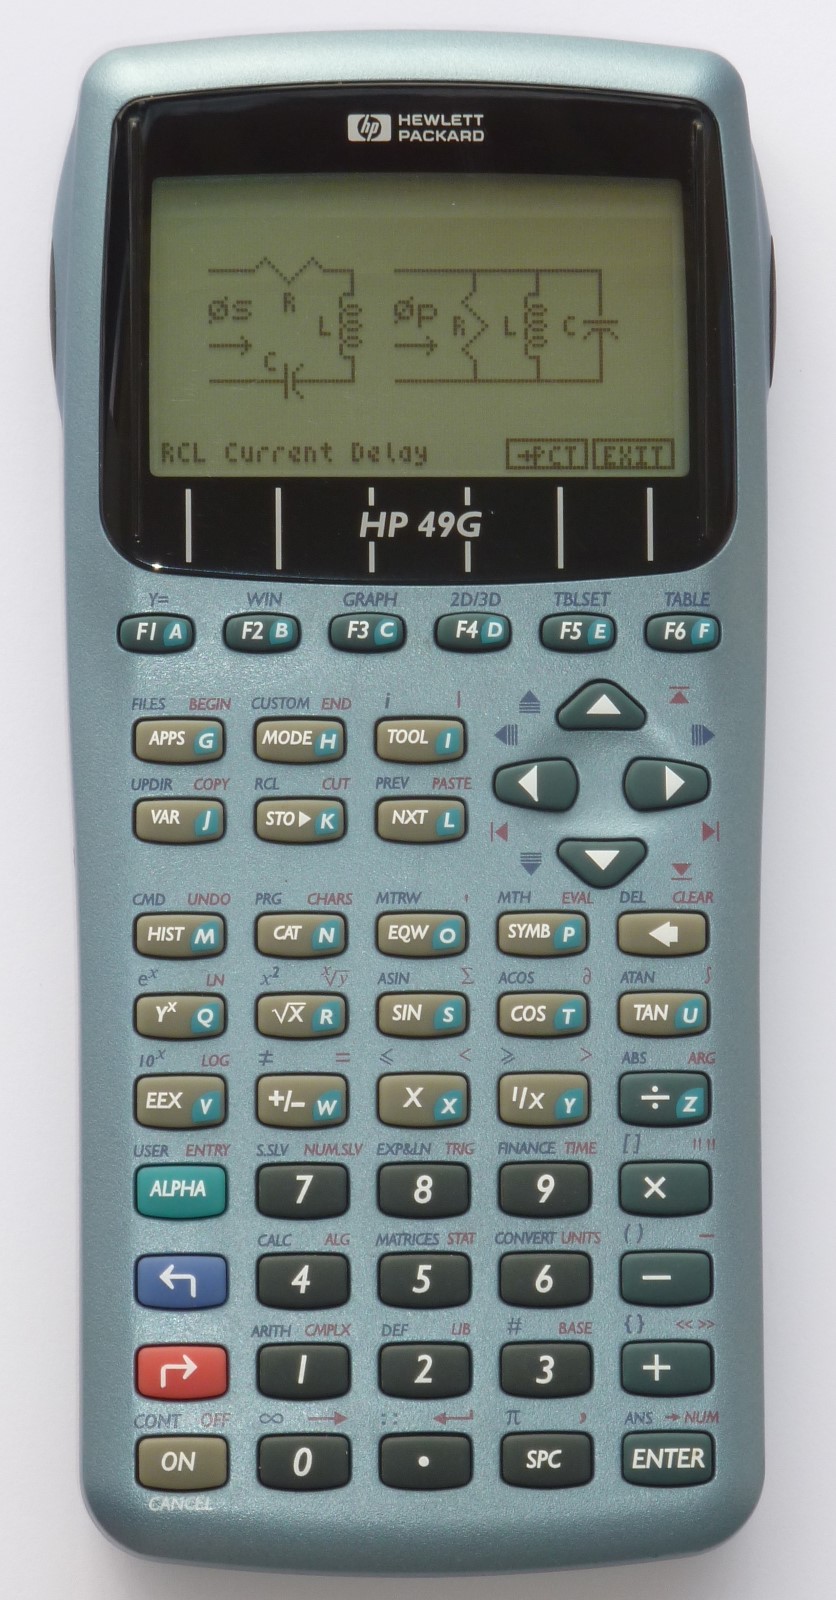 hp HEWLETT
PACKARD
R
Øs L Øp R L C
C
RCL Current Delay →PCT EXIT
HP 49G
Y= WIN GRAPH 2D/3D TBLSET TABLE
F1 A F2 B F3 C F4 D F5 E F6 F
FILES BEGIN CUSTOM END i |
APPS G MODE H TOOL I
UPDIR COPY RCL CUT PREV PASTE
VAR J STO▶ K NXT L
CMD UNDO PRG CHARS MTRW ' MTH EVAL DEL CLEAR
HIST M CAT N EQW O SYMB P
eˣ LN x² ˣ√y ASIN Σ ACOS ∂ ATAN ∫
Yˣ Q √X R SIN S COS T TAN U
10ˣ LOG ≠ = ≤ < ≥ > ABS ARG
EEX V +/- W X X 1/X Y ÷ Z
USER ENTRY S.SLV NUM.SLV EXP&LN TRIG FINANCE TIME [ ] " "
ALPHA 7 8 9 ×
CALC ALG MATRICES STAT CONVERT UNITS ( ) _
4 5 6 −
ARITH CMPLX DEF LIB # BASE { } << >>
1 2 3 +
CONT OFF ∞ → : : ↵ π , ANS →NUM
ON 0 . SPC ENTER
CANCEL